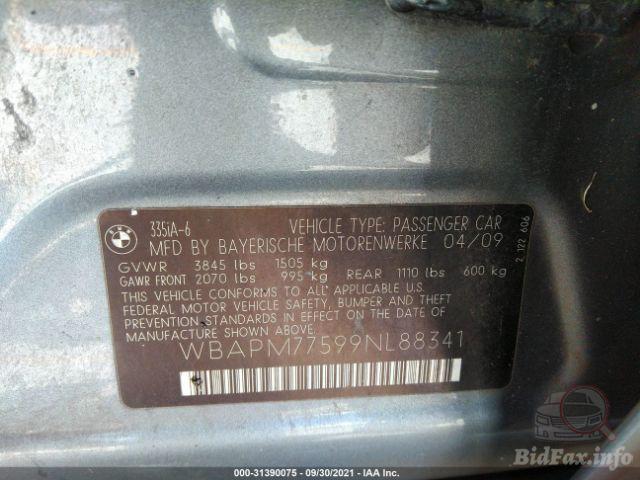 335iA-6 VEHICLE TYPE: PASSENGER CAR
MFD BY BAYERISCHE MOTORENWERKE 04/09
GVWR 3845 lbs 1505 kg
GAWR FRONT 2070 lbs 995 kg REAR 1110 lbs 600 kg
THIS VEHICLE CONFORMS TO ALL APPLICABLE U.S.
FEDERAL MOTOR VEHICLE SAFETY, BUMPER AND THEFT
PREVENTION STANDARDS IN EFFECT ON THE DATE OF
MANUFACTURE SHOWN ABOVE.
WBAPM77599NL88341
2 122 606
BidFax.info
000-31390075 - 09/30/2021 - IAA Inc.